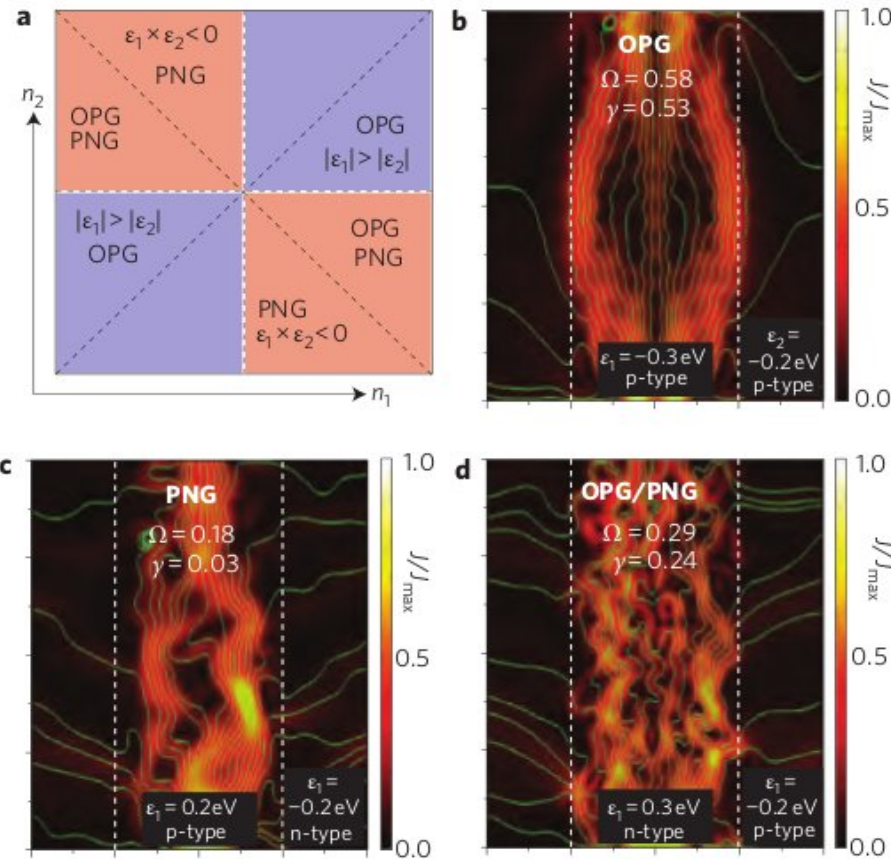 a
ε₁ × ε₂ < 0
PNG
n₂
OPG
PNG
OPG
|ε₁| > |ε₂|
|ε₁| > |ε₂|
OPG
OPG
PNG
PNG
ε₁ × ε₂ < 0
n₁
b
OPG
Ω = 0.58
γ = 0.53
ε₁ = −0.3 eV
p-type
ε₂ =
−0.2 eV
p-type
1.0
J/Jmax
0.5
0.0
c
PNG
Ω = 0.18
γ = 0.03
ε₁ = 0.2 eV
p-type
ε₁ =
−0.2 eV
n-type
1.0
J/Jmax
0.5
0.0
d
OPG/PNG
Ω = 0.29
γ = 0.24
ε₁ = 0.3 eV
n-type
ε₁ =
−0.2 eV
p-type
1.0
J/Jmax
0.5
0.0